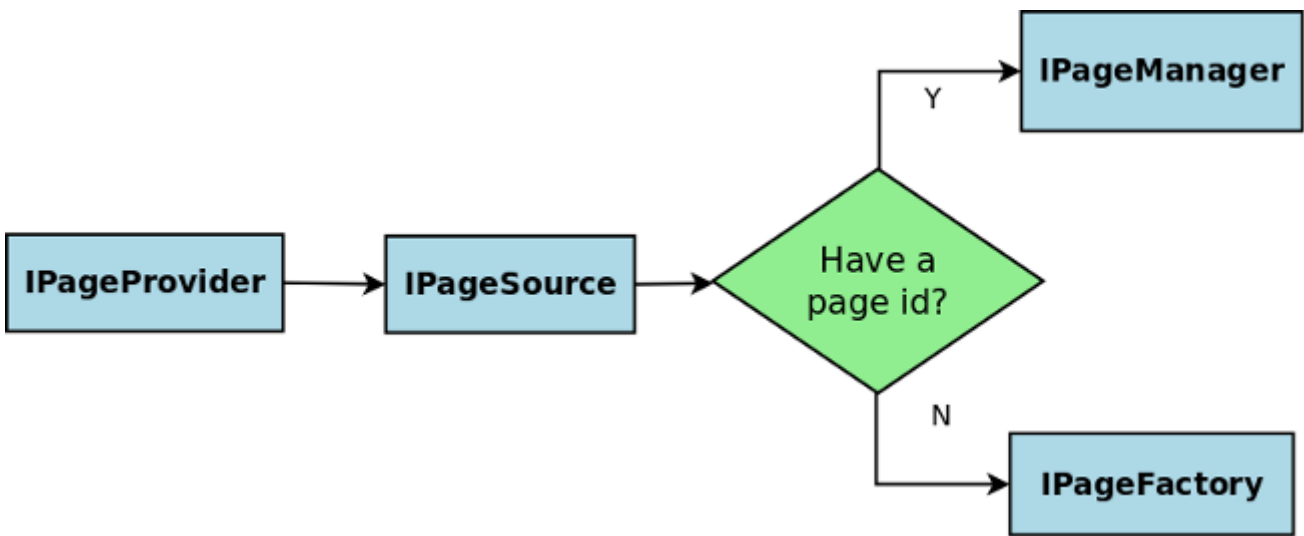 IPageManager
Y
IPageProvider
IPageSource
Have a
page id?
N
IPageFactory